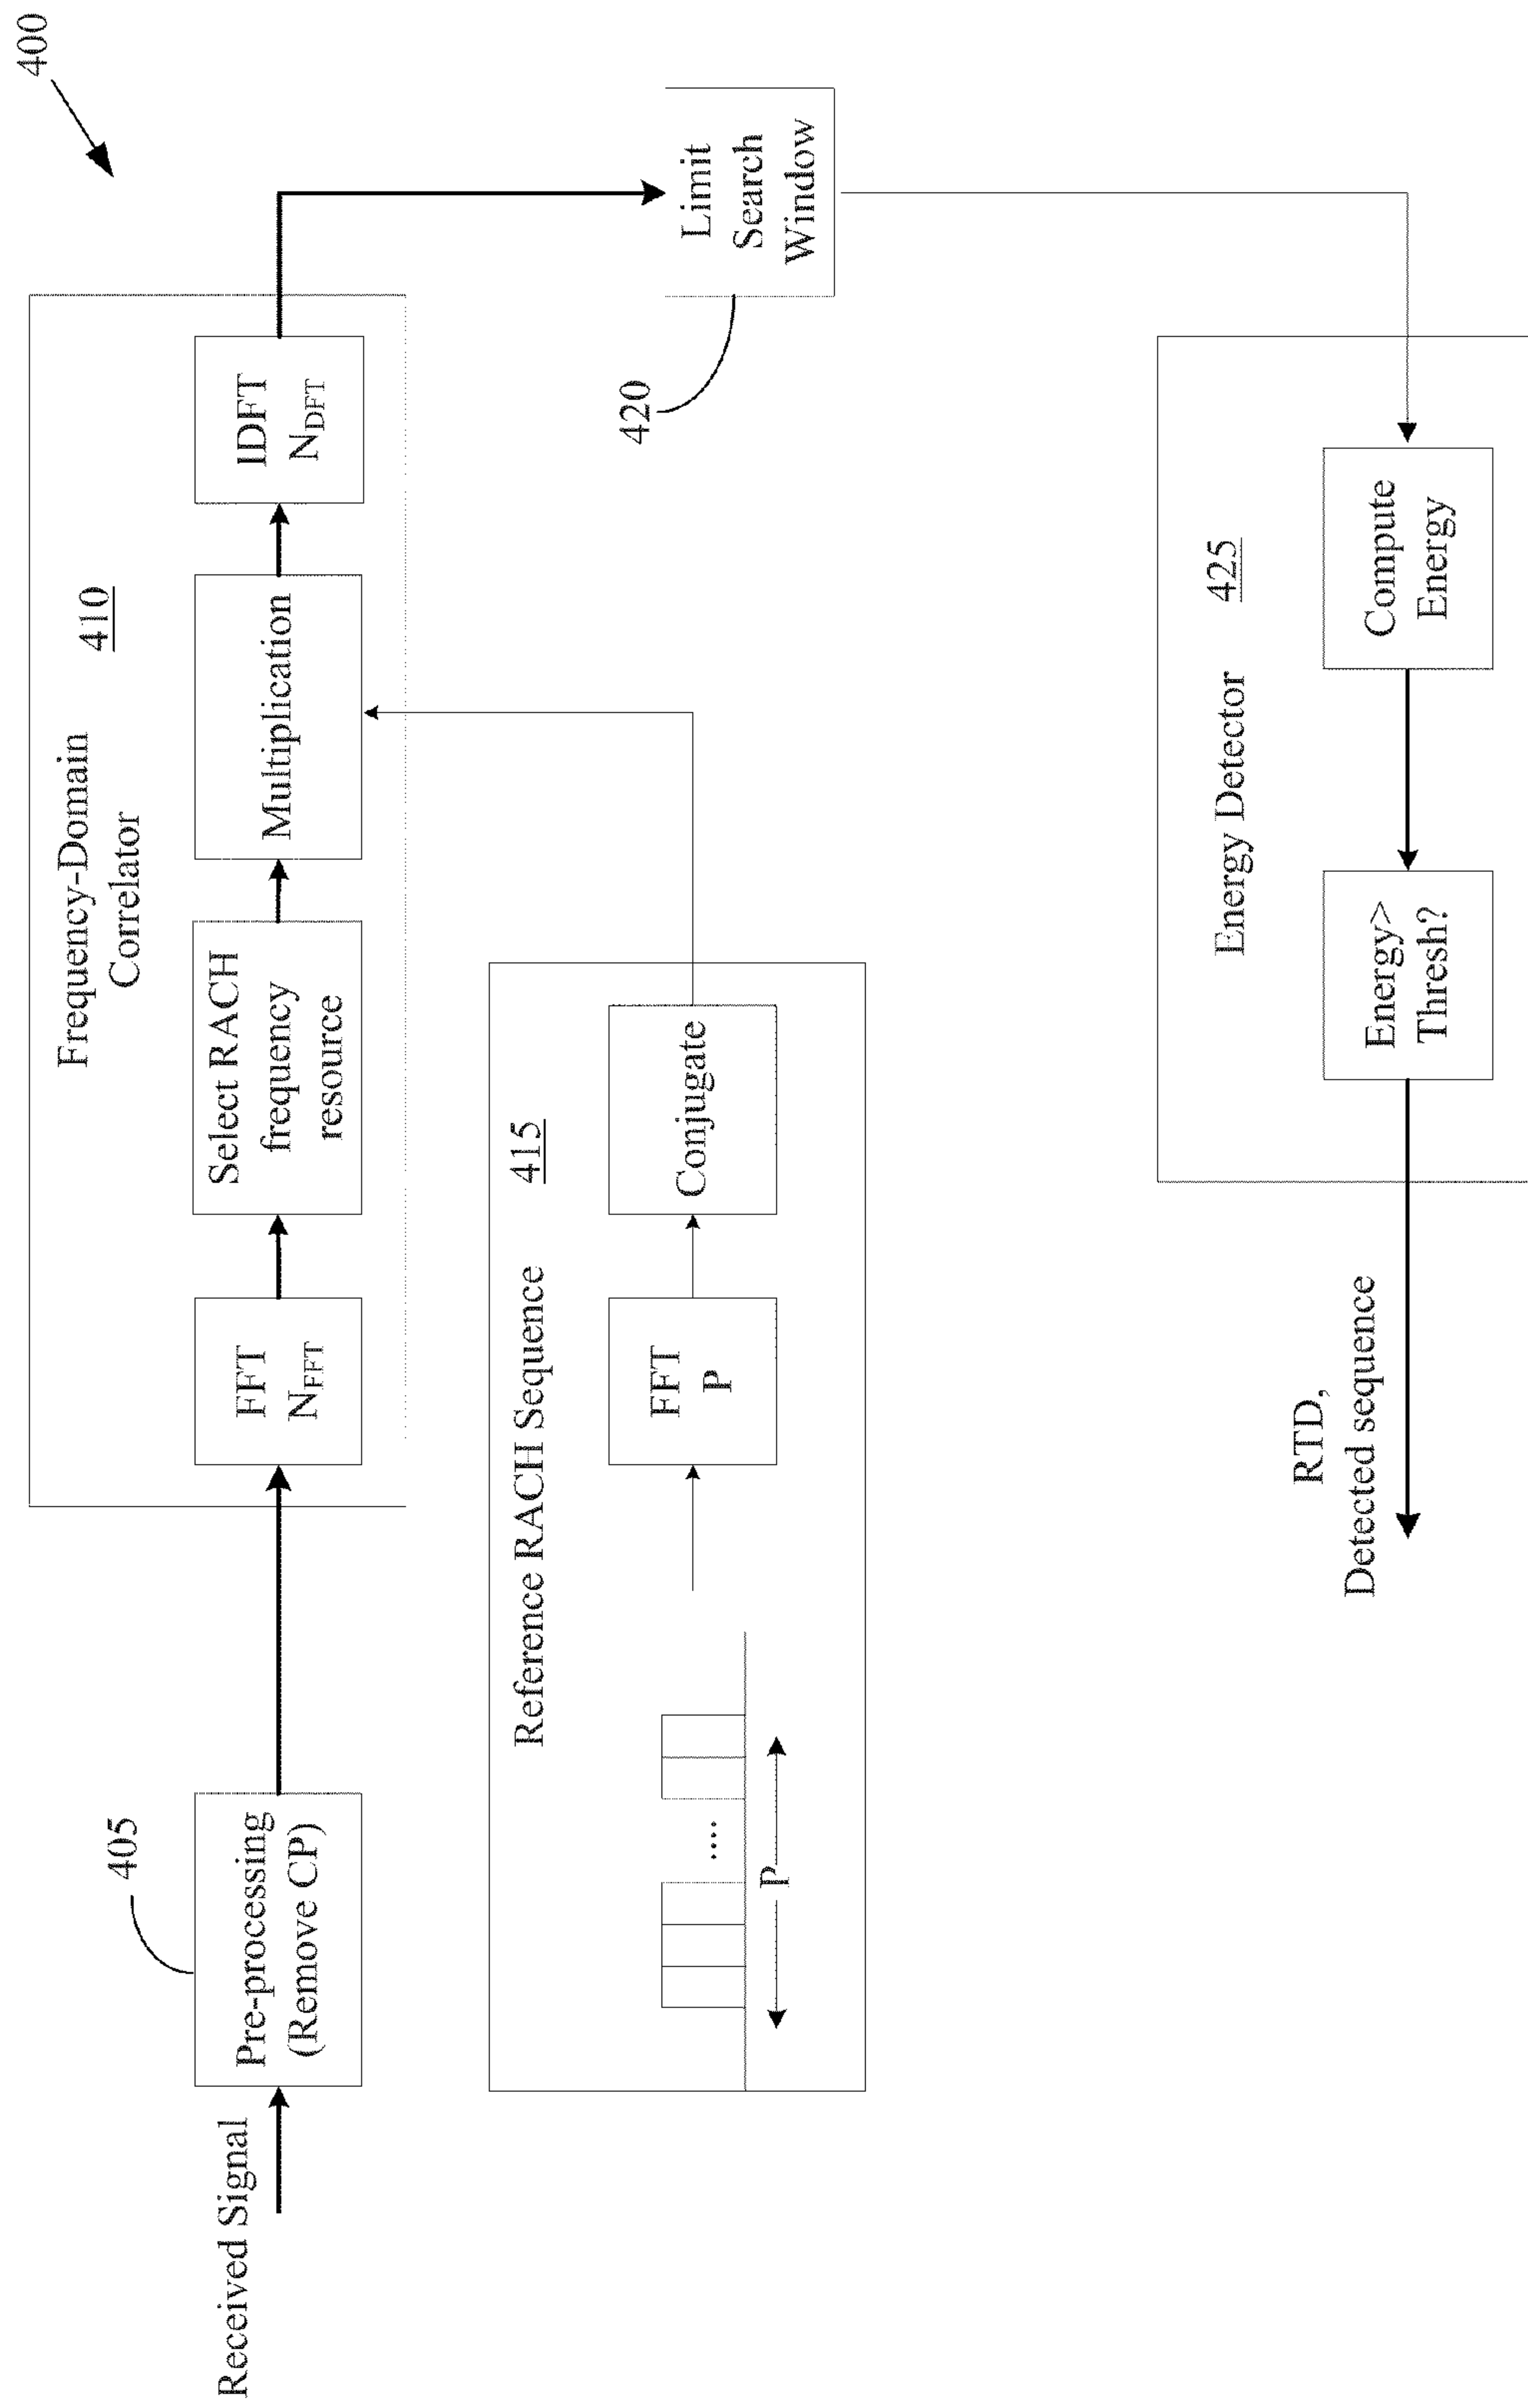 400
Frequency-Domain
Correlator
410
405
Received Signal
Pre-processing
(Remove CP)
FFT
N_FFT
Select RACH
frequency
resource
Multiplication
IDFT
N_DFT
Reference RACH Sequence
415
....
P
FFT
P
Conjugate
420
Limit
Search
Window
Energy Detector
425
RTD,
Detected sequence
Energy>
Thresh?
Compute
Energy